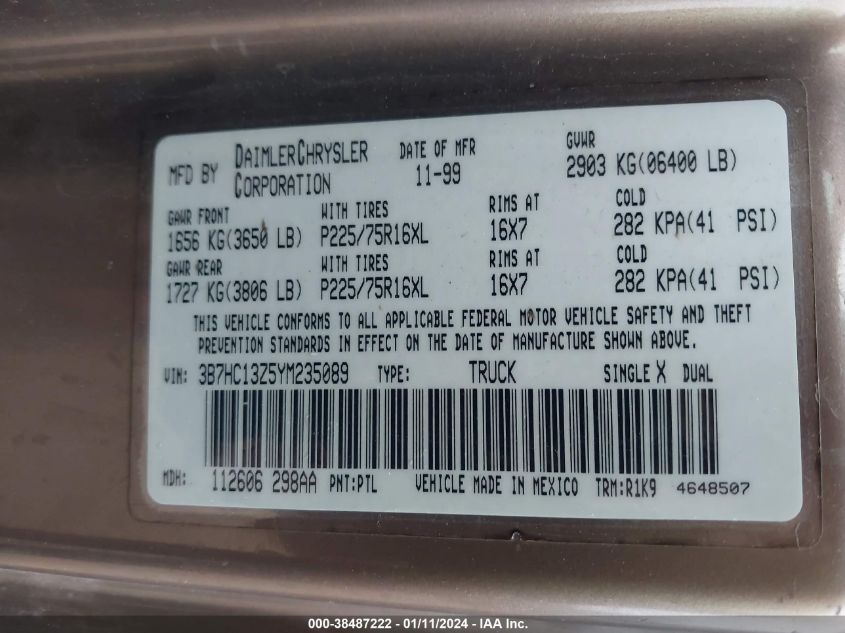 MFD BY DAIMLERCHRYSLER CORPORATION DATE OF MFR 11-99 GVWR 2903 KG(06400 LB)
GAWR FRONT WITH TIRES RIMS AT COLD
1656 KG(3650 LB) P225/75R16XL 16X7 282 KPA(41 PSI)
GAWR REAR WITH TIRES RIMS AT COLD
1727 KG(3806 LB) P225/75R16XL 16X7 282 KPA(41 PSI)
THIS VEHICLE CONFORMS TO ALL APPLICABLE FEDERAL MOTOR VEHICLE SAFETY AND THEFT
PREVENTION STANDARDS IN EFFECT ON THE DATE OF MANUFACTURE SHOWN ABOVE.
VIN: 3B7HC13Z5YM235089 TYPE: TRUCK SINGLE X DUAL
MDH: 112606 298AA PNT:PTL VEHICLE MADE IN MEXICO TRM:R1K9 4648507
000-38487222 - 01/11/2024 - IAA Inc.